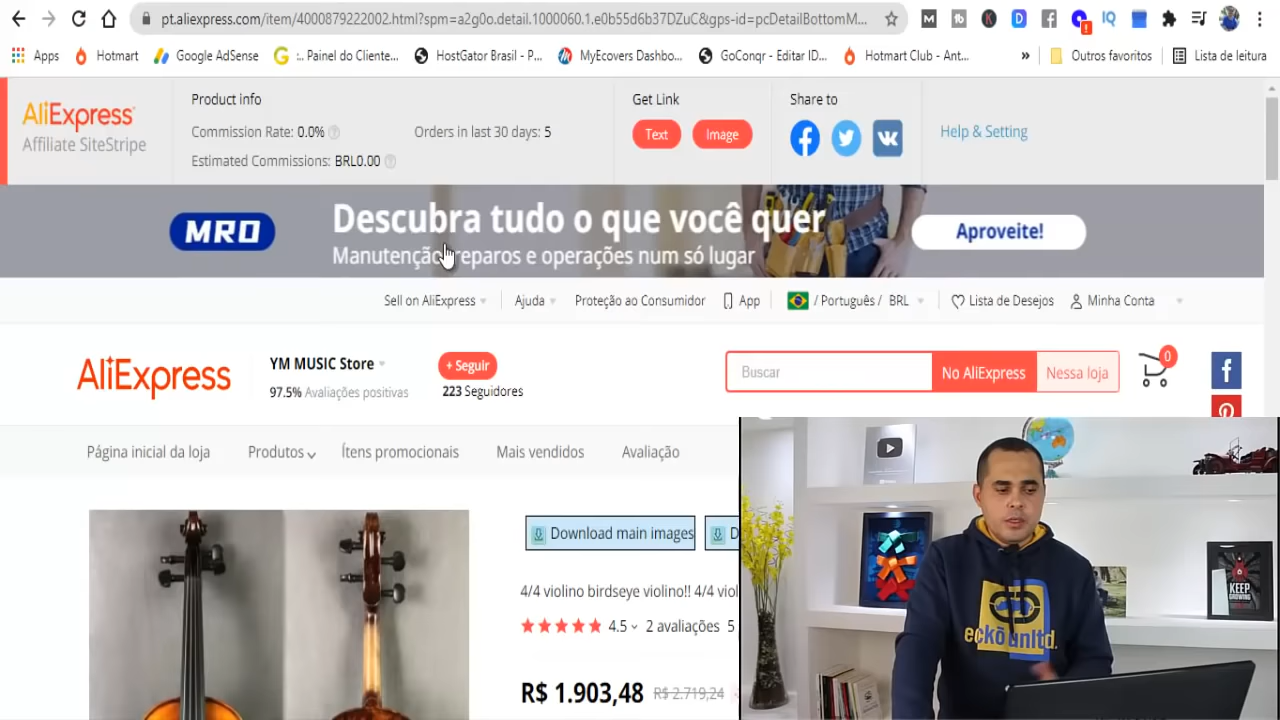 pt.aliexpress.com/item/4000879222002.html?spm=a2g0o.detail.1000060.1.e0b55d6b37DZuC&gps-id=pcDetailBottomM...
Apps Hotmart Google AdSense :.. Painel do Cliente... HostGator Brasil - P... MyEcovers Dashbo... GoConqr - Editar ID... Hotmart Club - Ant... » Outros favoritos Lista de leitura
AliExpress
Affiliate SiteStripe
Product info
Commission Rate: 0.0% Orders in last 30 days: 5
Estimated Commissions: BRL0.00
Get Link
Text Image
Share to
Help & Setting
MRO
Descubra tudo o que você quer
Manutenção reparos e operações num só lugar
Aproveite!
Sell on AliExpress Ajuda Proteção ao Consumidor App / Português / BRL Lista de Desejos Minha Conta
AliExpress
YM MUSIC Store
97.5% Avaliações positivas
+ Seguir
223 Seguidores
Buscar No AliExpress Nessa loja
0
Página inicial da loja Produtos Ítens promocionais Mais vendidos Avaliação
Download main images D
4/4 violino birdseye violino!! 4/4 viol
4.5 2 avaliações 5
R$ 1.903,48 R$ 2.719,24
eckō unltd.
KEEP
GROWING